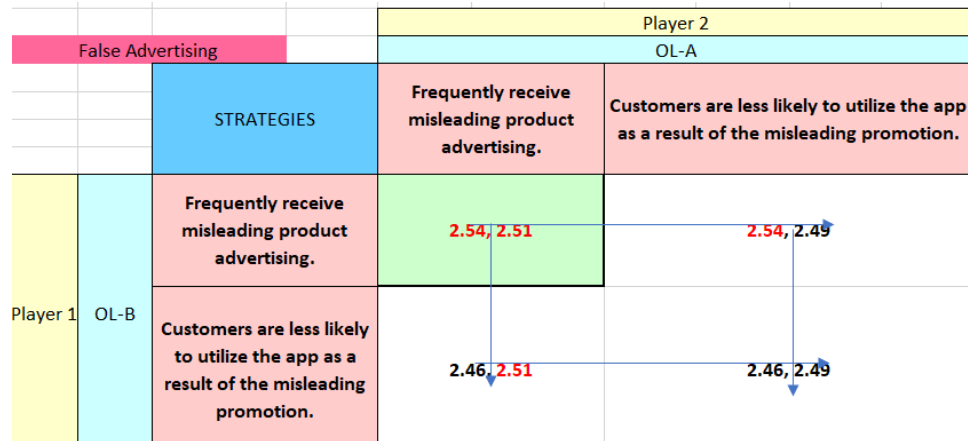 Player 2
False Advertising
OL-A
STRATEGIES
Frequently receive
misleading product
advertising.
Customers are less likely to utilize the app
as a result of the misleading promotion.
Player 1
OL-B
Frequently receive
misleading product
advertising.
2.54, 2.51
2.54, 2.49
Customers are less likely
to utilize the app as a
result of the misleading
promotion.
2.46, 2.51
2.46, 2.49